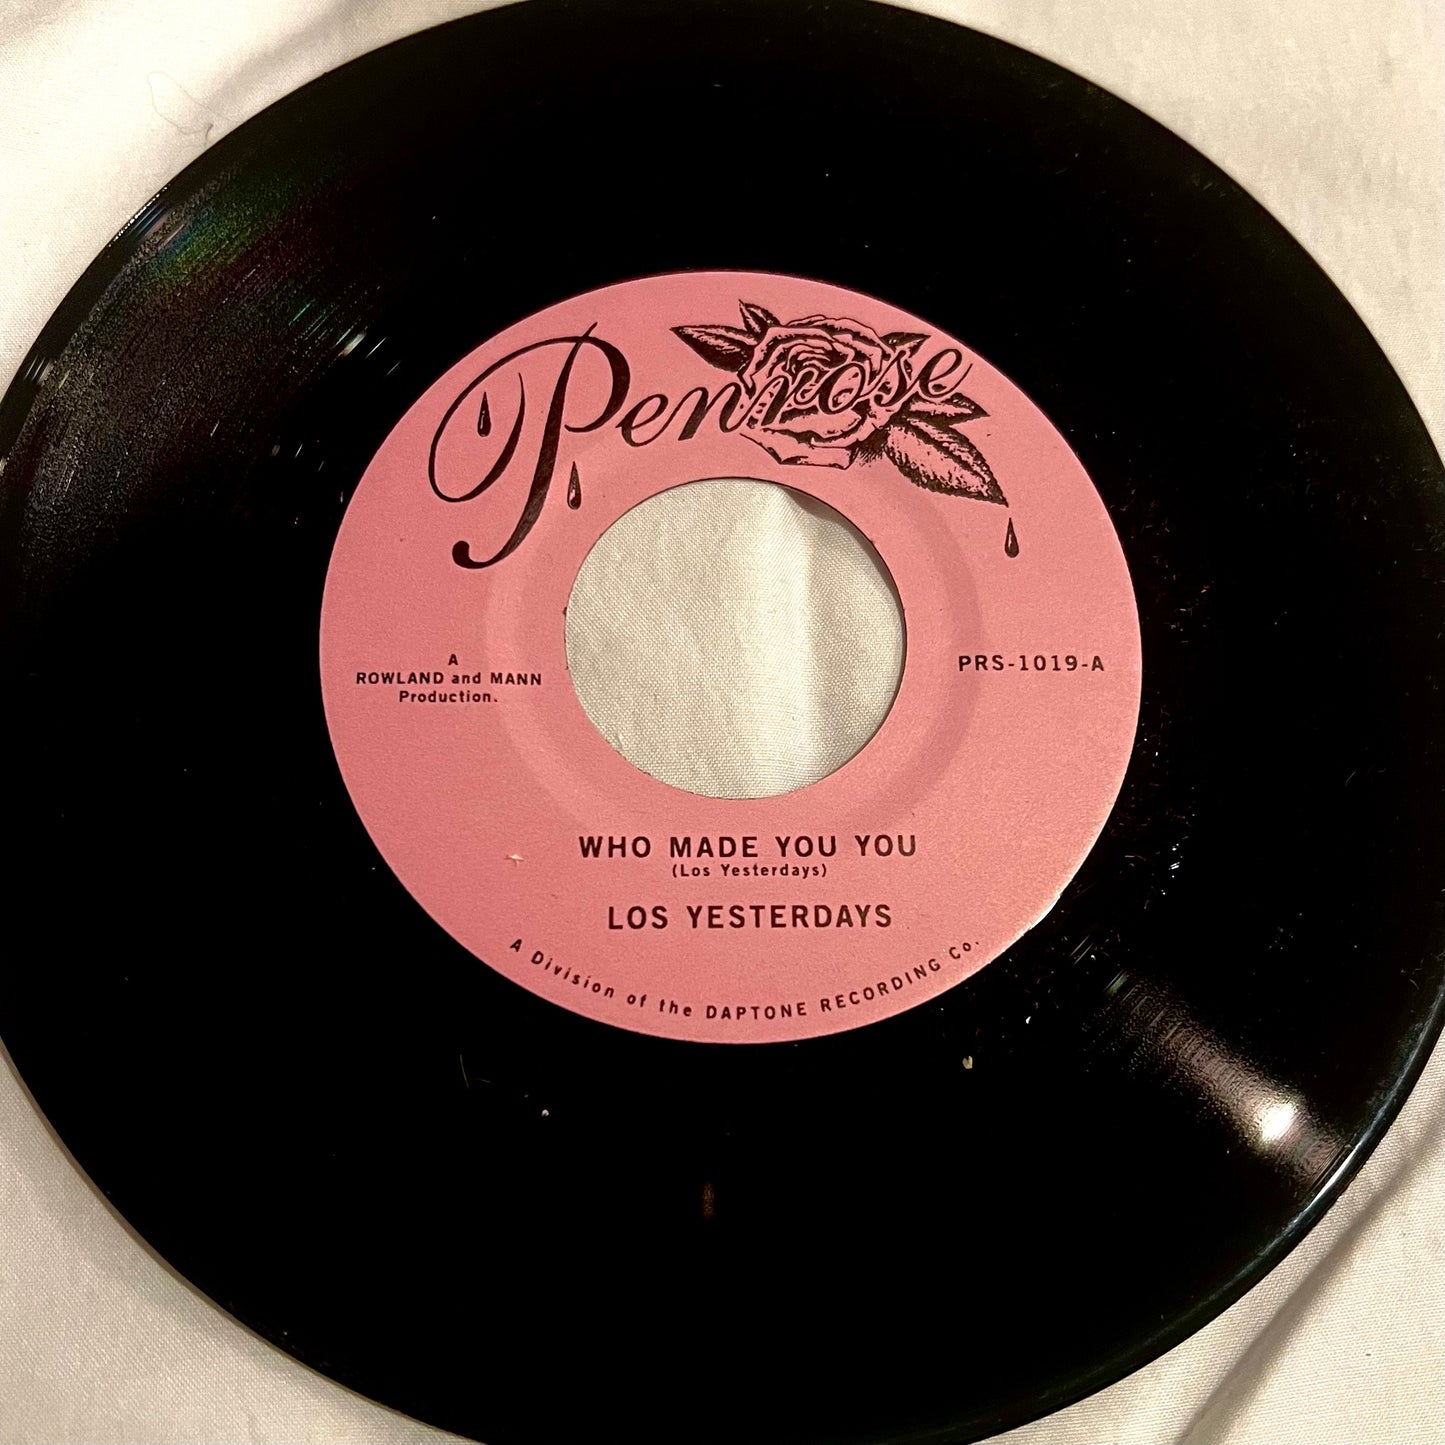 Penrose
A
ROWLAND and MANN
Production.
PRS-1019-A
WHO MADE YOU YOU
(Los Yesterdays)
LOS YESTERDAYS
A Division of the DAPTONE RECORDING Co.